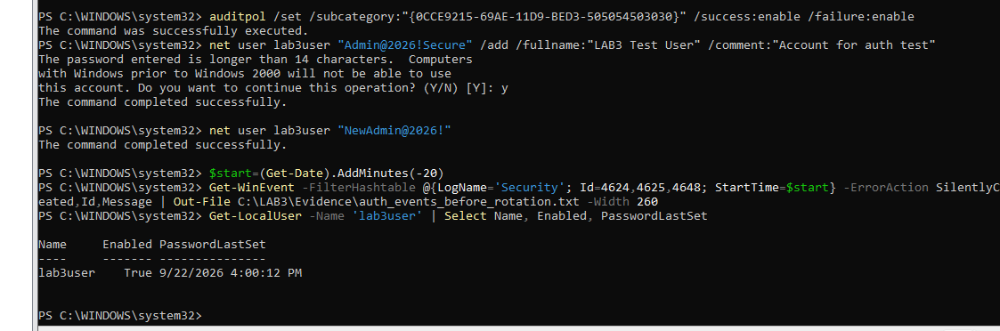 PS C:\WINDOWS\system32> auditpol /set /subcategory:"{0CCE9215-69AE-11D9-BED3-505054503030}" /success:enable /failure:enable
The command was successfully executed.
PS C:\WINDOWS\system32> net user lab3user "Admin@2026!Secure" /add /fullname:"LAB3 Test User" /comment:"Account for auth test"
The password entered is longer than 14 characters.  Computers
with Windows prior to Windows 2000 will not be able to use
this account. Do you want to continue this operation? (Y/N) [Y]: y
The command completed successfully.
PS C:\WINDOWS\system32> net user lab3user "NewAdmin@2026!"
The command completed successfully.
PS C:\WINDOWS\system32> $start=(Get-Date).AddMinutes(-20)
PS C:\WINDOWS\system32> Get-WinEvent -FilterHashtable @{LogName='Security'; Id=4624,4625,4648; StartTime=$start} -ErrorAction SilentlyC
eated,Id,Message | Out-File C:\LAB3\Evidence\auth_events_before_rotation.txt -Width 260
PS C:\WINDOWS\system32> Get-LocalUser -Name 'lab3user' | Select Name, Enabled, PasswordLastSet
Name     Enabled PasswordLastSet
----     ------- ---------------
lab3user    True 9/22/2026 4:00:12 PM
PS C:\WINDOWS\system32>